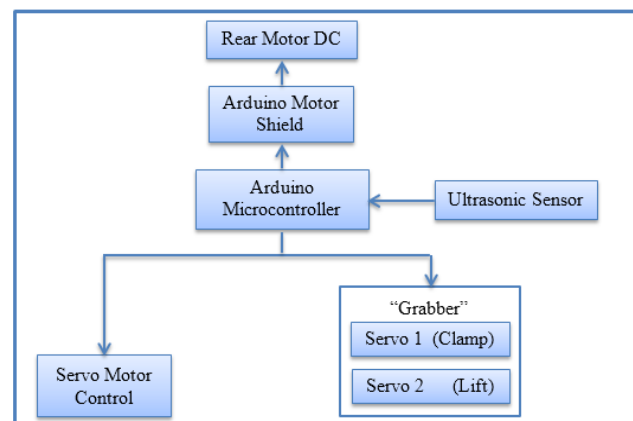 Rear Motor DC
Arduino Motor
Shield
Arduino
Microcontroller
Ultrasonic Sensor
“Grabber”
Servo 1 (Clamp)
Servo 2 (Lift)
Servo Motor
Control